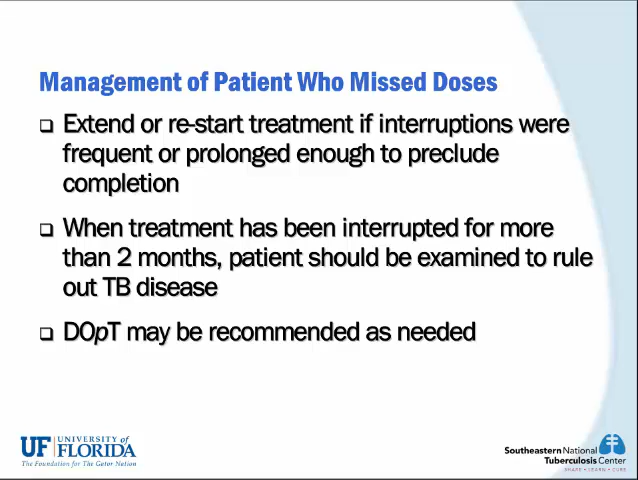 Management of Patient Who Missed Doses
❑ Extend or re-start treatment if interruptions were
frequent or prolonged enough to preclude
completion
❑ When treatment has been interrupted for more
than 2 months, patient should be examined to rule
out TB disease
❑ DOpT may be recommended as needed
UF UNIVERSITY of
FLORIDA
The Foundation for The Gator Nation
Southeastern National
Tuberculosis Center
SHARE • LEARN • CURE